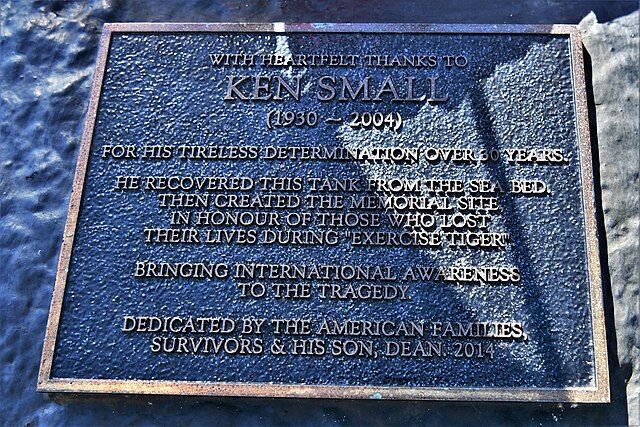 WITH HEARTFELT THANKS TO
KEN SMALL
(1930 ~ 2004)
FOR HIS TIRELESS DETERMINATION OVER 30 YEARS.
HE RECOVERED THIS TANK FROM THE SEA BED,
THEN CREATED THE MEMORIAL SITE
IN HONOUR OF THOSE WHO LOST
THEIR LIVES DURING "EXERCISE TIGER"
BRINGING INTERNATIONAL AWARENESS
TO THE TRAGEDY.
DEDICATED BY THE AMERICAN FAMILIES,
SURVIVORS & HIS SON, DEAN. 2014